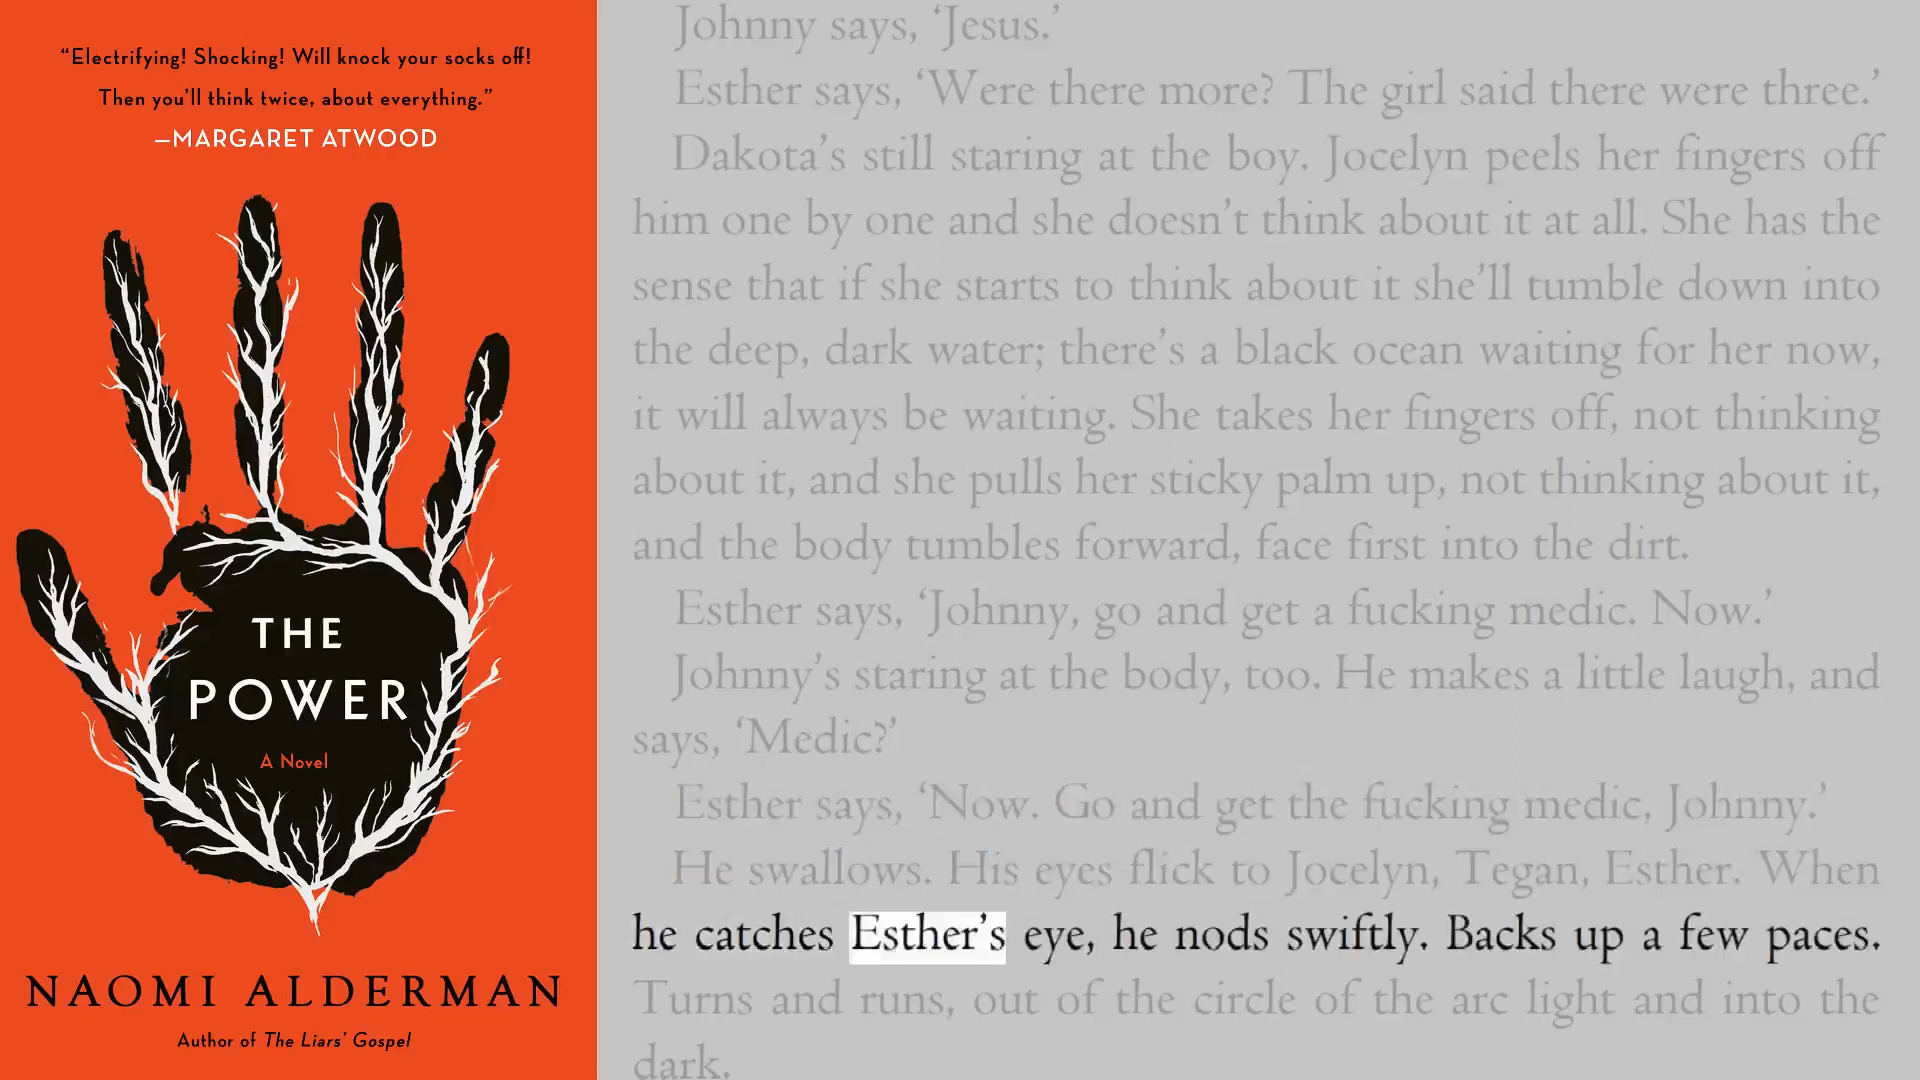 “Electrifying! Shocking! Will knock your socks off!
Then you’ll think twice, about everything.”
—MARGARET ATWOOD
THE
POWER
A Novel
NAOMI ALDERMAN
Author of The Liars’ Gospel
Johnny says, ‘Jesus.’
Esther says, ‘Were there more? The girl said there were three.’
Dakota’s still staring at the boy. Jocelyn peels her fingers off
him one by one and she doesn’t think about it at all. She has the
sense that if she starts to think about it she’ll tumble down into
the deep, dark water; there’s a black ocean waiting for her now,
it will always be waiting. She takes her fingers off, not thinking
about it, and she pulls her sticky palm up, not thinking about it,
and the body tumbles forward, face first into the dirt.
Esther says, ‘Johnny, go and get a fucking medic. Now.’
Johnny’s staring at the body, too. He makes a little laugh, and
says, ‘Medic?’
Esther says, ‘Now. Go and get the fucking medic, Johnny.’
He swallows. His eyes flick to Jocelyn, Tegan, Esther. When
he catches Esther’s eye, he nods swiftly. Backs up a few paces.
Turns and runs, out of the circle of the arc light and into the
dark.